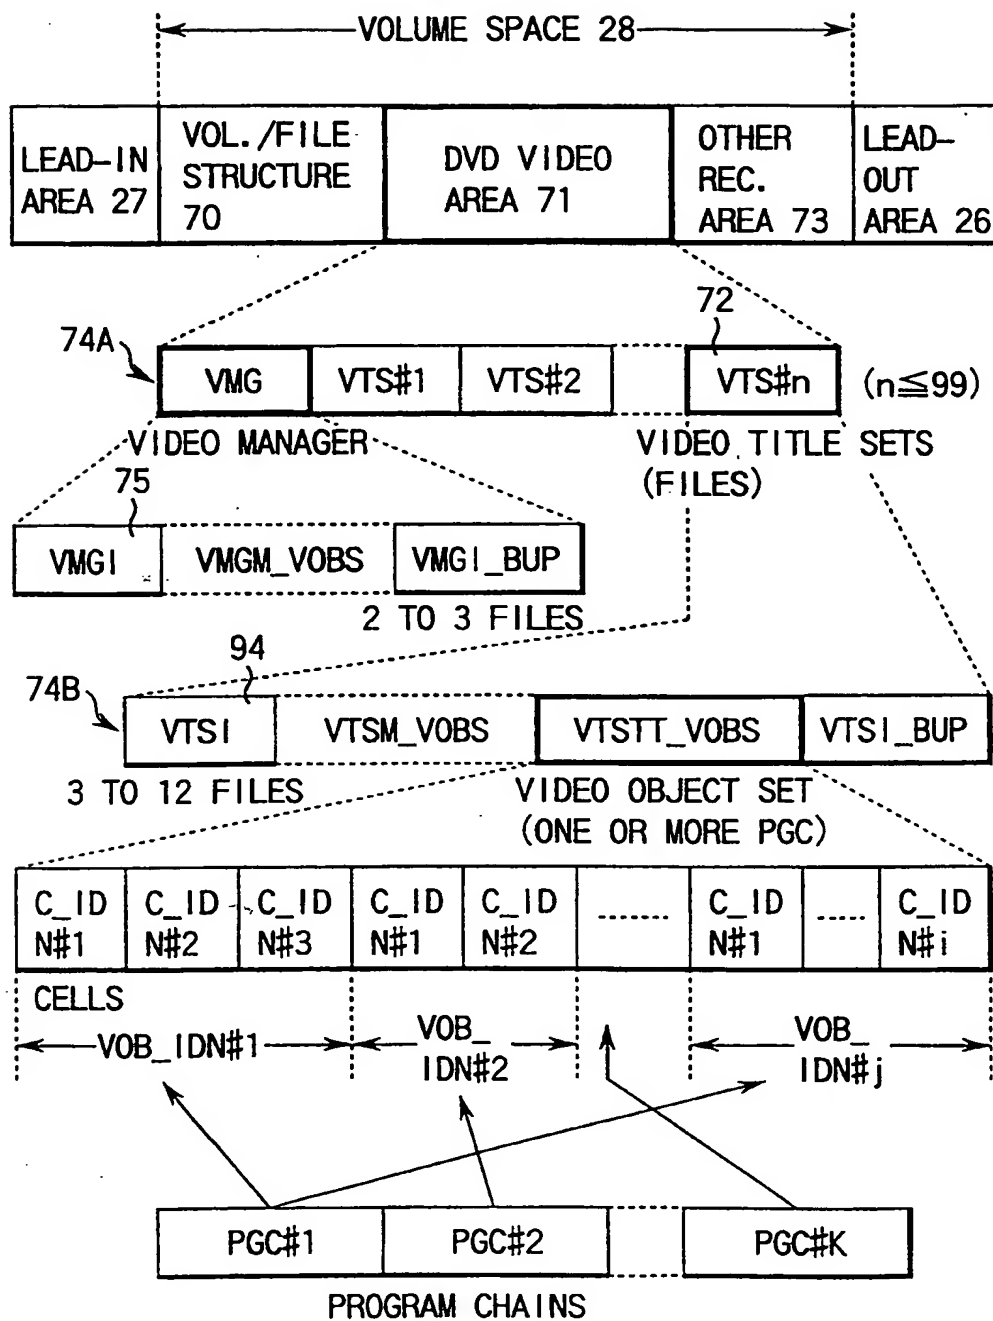 VOLUME SPACE 28
LEAD-IN
AREA 27
VOL./FILE
STRUCTURE
70
DVD VIDEO
AREA 71
OTHER
REC.
AREA 73
LEAD-
OUT
AREA 26
72
74A
VMG
VTS#1
VTS#2
VTS#n
(n≦99)
VIDEO MANAGER
VIDEO TITLE SETS
(FILES)
75
VMGI
VMGM_VOBS
VMGI_BUP
2 TO 3 FILES
94
74B
VTSI
VTSM_VOBS
VTSTT_VOBS
VTSI_BUP
3 TO 12 FILES
VIDEO OBJECT SET
(ONE OR MORE PGC)
C_ID
N#1
C_ID
N#2
C_ID
N#3
C_ID
N#1
C_ID
N#2
C_ID
N#1
C_ID
N#i
CELLS
VOB_IDN#1
VOB_
IDN#2
VOB_
IDN#j
PGC#1
PGC#2
PGC#K
PROGRAM CHAINS